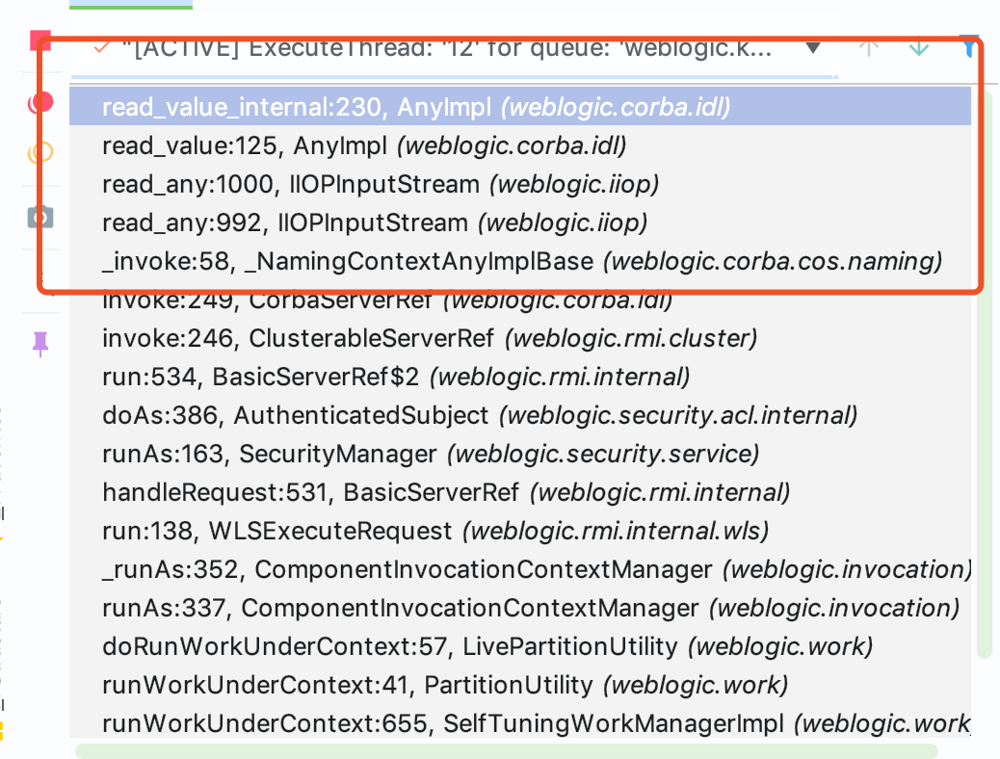 "[ACTIVE] ExecuteThread: '12' for queue: 'weblogic.k...
read_value_internal:230, AnyImpl (weblogic.corba.idl)
read_value:125, AnyImpl (weblogic.corba.idl)
read_any:1000, IIOPInputStream (weblogic.iiop)
read_any:992, IIOPInputStream (weblogic.iiop)
_invoke:58, _NamingContextAnyImplBase (weblogic.corba.cos.naming)
invoke:249, CorbaServerRef (weblogic.corba.idl)
invoke:246, ClusterableServerRef (weblogic.rmi.cluster)
run:534, BasicServerRef$2 (weblogic.rmi.internal)
doAs:386, AuthenticatedSubject (weblogic.security.acl.internal)
runAs:163, SecurityManager (weblogic.security.service)
handleRequest:531, BasicServerRef (weblogic.rmi.internal)
run:138, WLSExecuteRequest (weblogic.rmi.internal.wls)
_runAs:352, ComponentInvocationContextManager (weblogic.invocation)
runAs:337, ComponentInvocationContextManager (weblogic.invocation)
doRunWorkUnderContext:57, LivePartitionUtility (weblogic.work)
runWorkUnderContext:41, PartitionUtility (weblogic.work)
runWorkUnderContext:655, SelfTuningWorkManagerImpl (weblogic.work